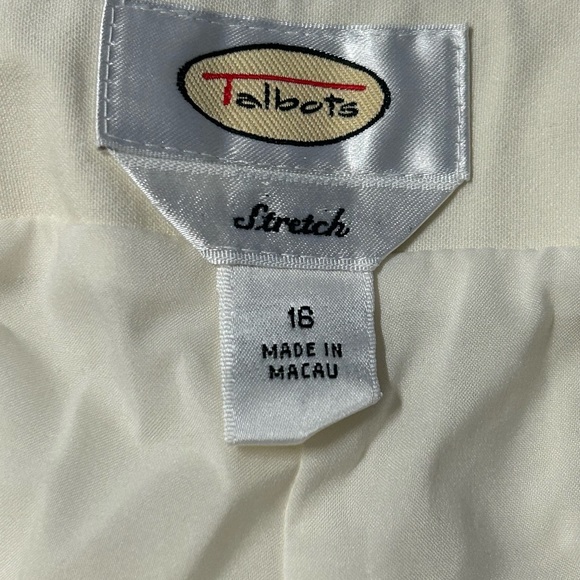 Talbots
Stretch
16
MADE IN
MACAU